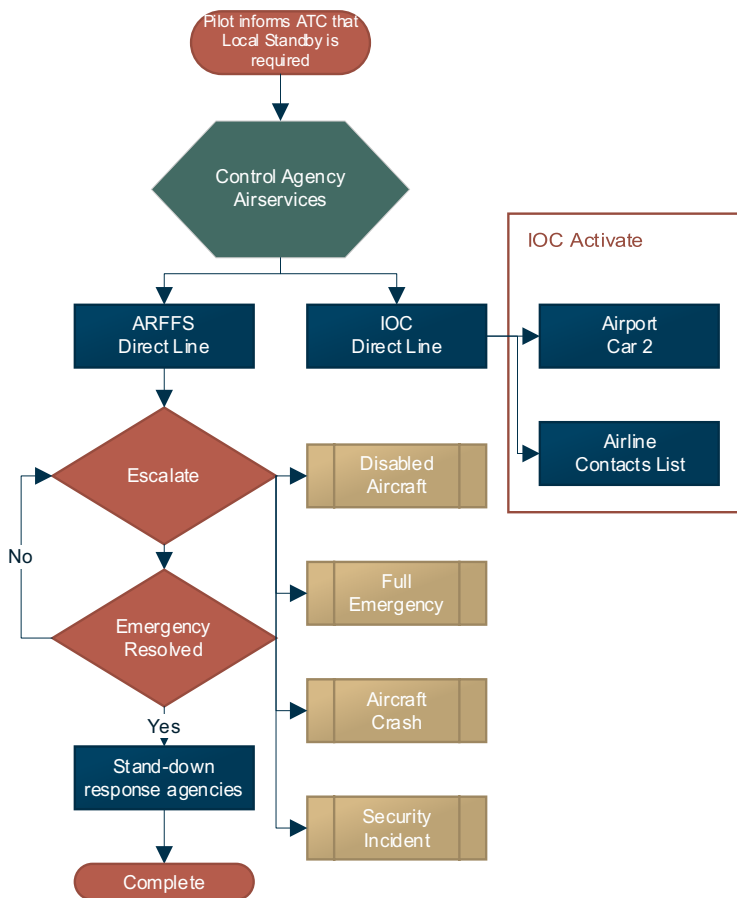 Pilot informs ATC that
Local Standby is
required
Control Agency
Airservices
IOC Activate
ARFFS
Direct Line
IOC
Direct Line
Airport
Car 2
Airline
Contacts List
Escalate
Disabled
Aircraft
No
Full
Emergency
Emergency
Resolved
Aircraft
Crash
Yes
Stand-down
response agencies
Security
Incident
Complete